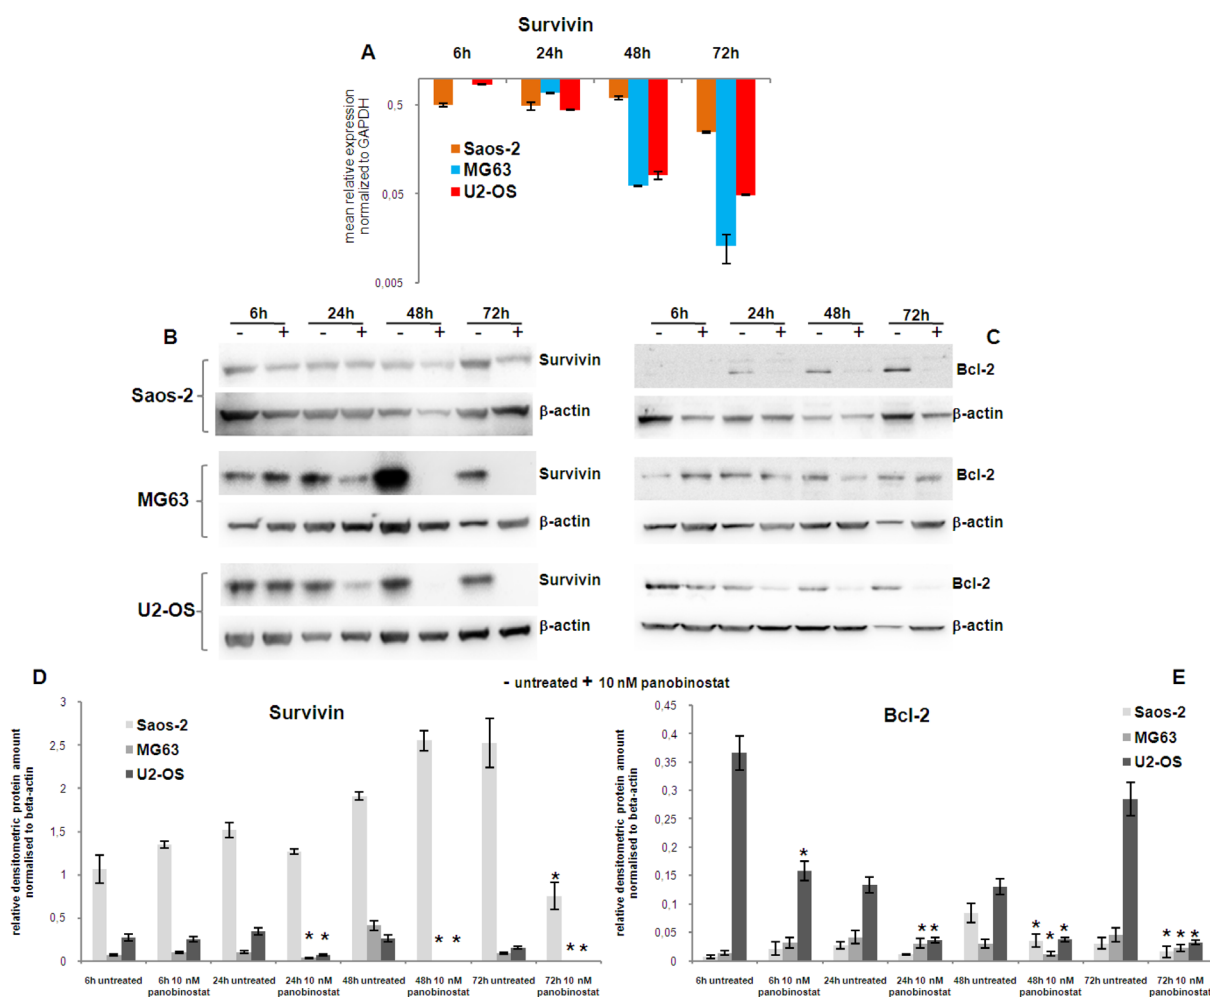 Survivin
A
6h 24h 48h 72h
mean relative expression
normalized to GAPDH
0,5
0,05
0,005
Saos-2
MG63
U2-OS
B
6h 24h 48h 72h
- + - + - + - +
Saos-2
Survivin
β-actin
MG63
Survivin
β-actin
U2-OS
Survivin
β-actin
C
6h 24h 48h 72h
- + - + - + - +
Bcl-2
β-actin
Bcl-2
β-actin
Bcl-2
β-actin
- untreated + 10 nM panobinostat
D
Survivin
relative densitometric protein amount
normalised to beta-actin
3
2,5
2
1,5
1
0,5
0
Saos-2
MG63
U2-OS
* *
* *
*
* *
6h untreated 6h 10 nM panobinostat 24h untreated 24h 10 nM panobinostat 48h untreated 48h 10 nM panobinostat 72h untreated 72h 10 nM panobinostat
E
Bcl-2
relative densitometric protein amount
normalised to beta-actin
0,45
0,4
0,35
0,3
0,25
0,2
0,15
0,1
0,05
0
Saos-2
MG63
U2-OS
*
* *
* * *
* * *
6h untreated 6h 10 nM panobinostat 24h untreated 24h 10 nM panobinostat 48h untreated 48h 10 nM panobinostat 72h untreated 72h 10 nM panobinostat